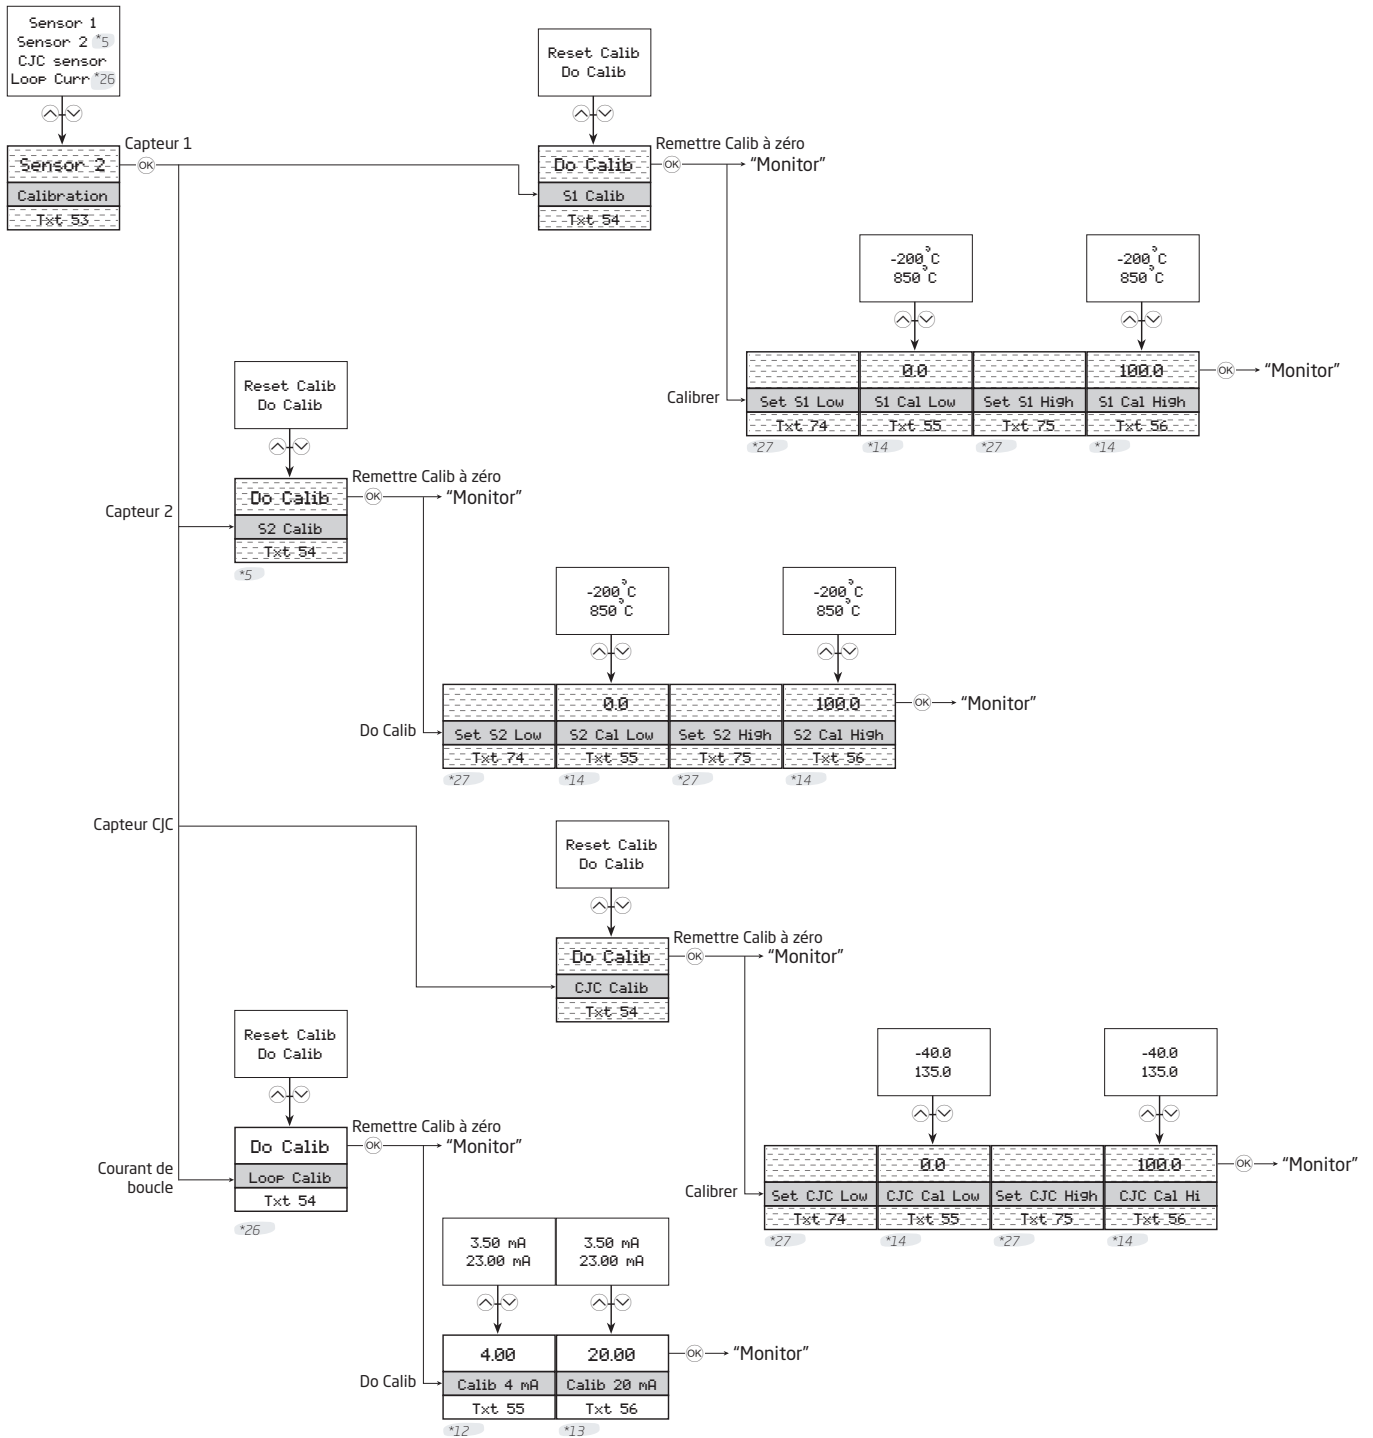 Sensor 1
Sensor 2 *5
CJC sensor
Loop Curr *26
Sensor 2
Calibration
Txt 53
Capteur 1
OK
Reset Calib
Do Calib
Do Calib
S1 Calib
Txt 54
Remettre Calib à zéro
OK
“Monitor”
-200°C
850°C
-200°C
850°C
Calibrer
0.0
100.0
OK
“Monitor”
Set S1 Low
S1 Cal Low
Set S1 High
S1 Cal High
Txt 74
Txt 55
Txt 75
Txt 56
*27
*14
*27
*14
Reset Calib
Do Calib
Capteur 2
Do Calib
S2 Calib
Txt 54
*5
Remettre Calib à zéro
OK
“Monitor”
-200°C
850°C
-200°C
850°C
Do Calib
0.0
100.0
OK
“Monitor”
Set S2 Low
S2 Cal Low
Set S2 High
S2 Cal High
Txt 74
Txt 55
Txt 75
Txt 56
*27
*14
*27
*14
Capteur CJC
Reset Calib
Do Calib
Do Calib
CJC Calib
Txt 54
Remettre Calib à zéro
OK
“Monitor”
-40.0
135.0
-40.0
135.0
Calibrer
0.0
100.0
OK
“Monitor”
Set CJC Low
CJC Cal Low
Set CJC High
CJC Cal Hi
Txt 74
Txt 55
Txt 75
Txt 56
*27
*14
*27
*14
Reset Calib
Do Calib
Courant de
boucle
Do Calib
Loop Calib
Txt 54
*26
Remettre Calib à zéro
OK
“Monitor”
3.50 mA
23.00 mA
3.50 mA
23.00 mA
Do Calib
4.00
20.00
OK
“Monitor”
Calib 4 mA
Calib 20 mA
Txt 55
Txt 56
*12
*13